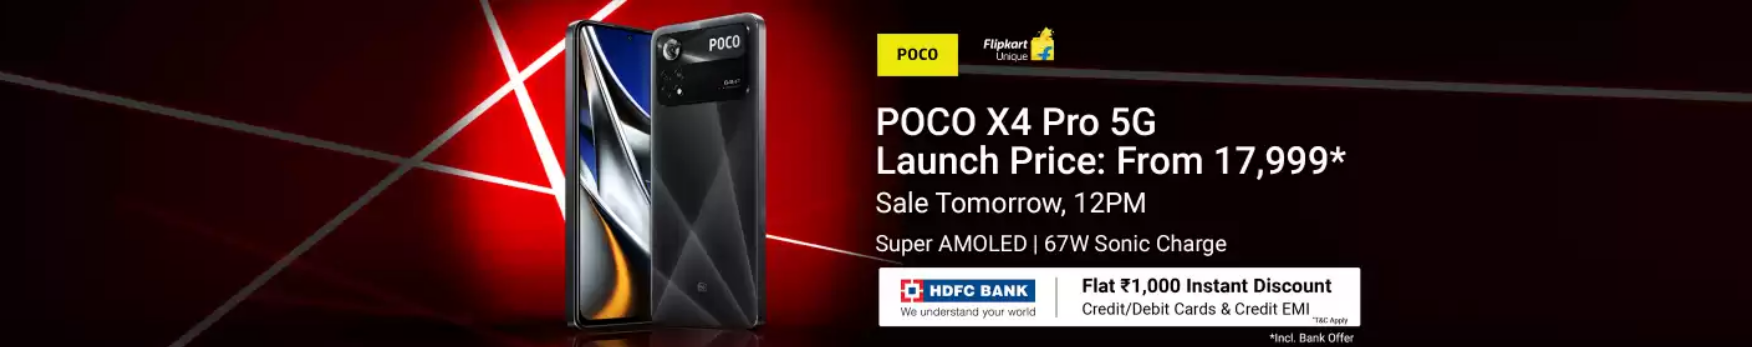 POCO
POCO
Flipkart
Unique
POCO X4 Pro 5G
Launch Price: From 17,999*
Sale Tomorrow, 12PM
Super AMOLED | 67W Sonic Charge
HDFC BANK
We understand your world
Flat ₹1,000 Instant Discount
Credit/Debit Cards & Credit EMI
*T&C Apply
*Incl. Bank Offer